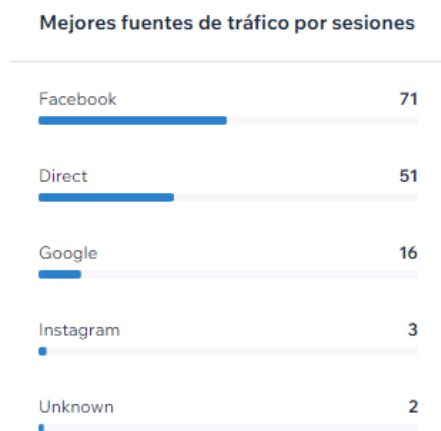 Mejores fuentes de tráfico por sesiones
Facebook 71
Direct 51
Google 16
Instagram 3
Unknown 2